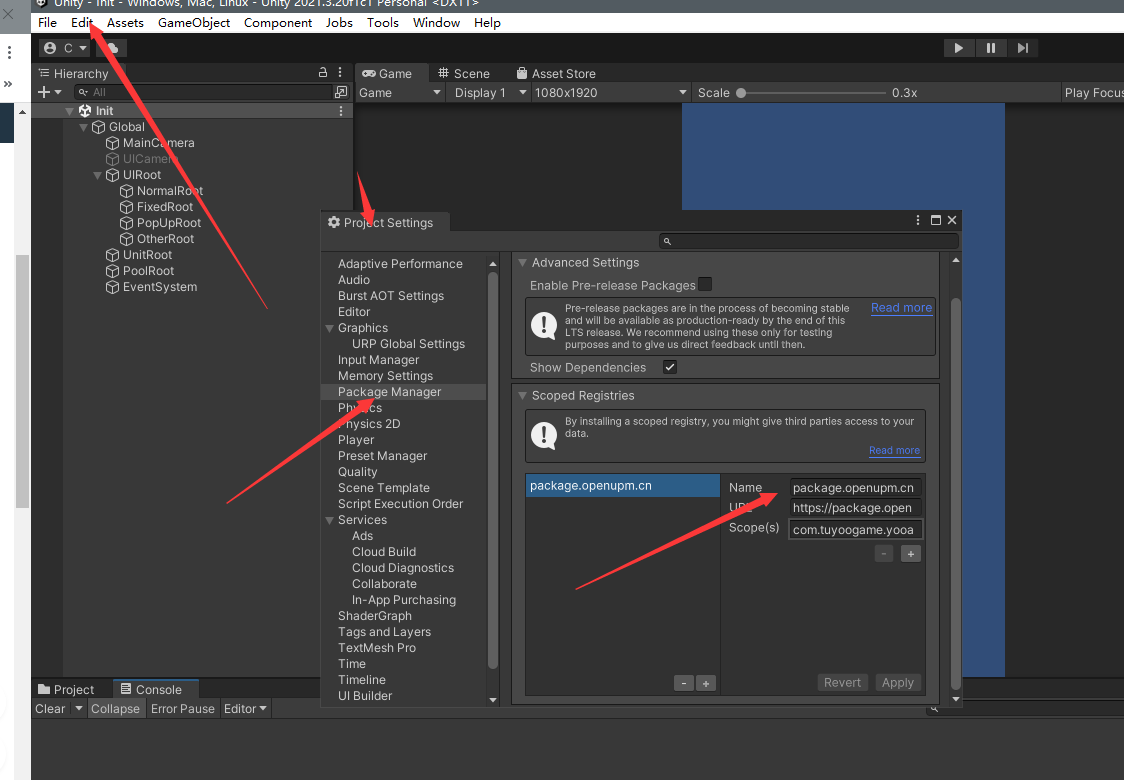 Unity - Init - Windows, Mac, Linux - Unity 2021.3.20f1c1 Personal <DX11>
File Edit Assets GameObject Component Jobs Tools Window Help
C
Hierarchy
All
Init
Global
MainCamera
UICamera
UIRoot
NormalRoot
FixedRoot
PopUpRoot
OtherRoot
UnitRoot
PoolRoot
EventSystem
Game Scene Asset Store
Game Display 1 1080x1920 Scale 0.3x Play Focus
Project Settings
Adaptive Performance
Audio
Burst AOT Settings
Editor
Graphics
URP Global Settings
Input Manager
Memory Settings
Package Manager
Physics
Physics 2D
Player
Preset Manager
Quality
Scene Template
Script Execution Order
Services
Ads
Cloud Build
Cloud Diagnostics
Collaborate
In-App Purchasing
ShaderGraph
Tags and Layers
TextMesh Pro
Time
Timeline
UI Builder
Advanced Settings
Enable Pre-release Packages
Pre-release packages are in the process of becoming stable
and will be available as production-ready by the end of this
LTS release. We recommend using these only for testing
purposes and to give us direct feedback until then.
Read more
Show Dependencies
Scoped Registries
By installing a scoped registry, you might give third parties access to your
data.
Read more
package.openupm.cn
Name package.openupm.cn
URL https://package.open
Scope(s) com.tuyoogame.yooa
- +
- +
Revert Apply
Project Console
Clear Collapse Error Pause Editor